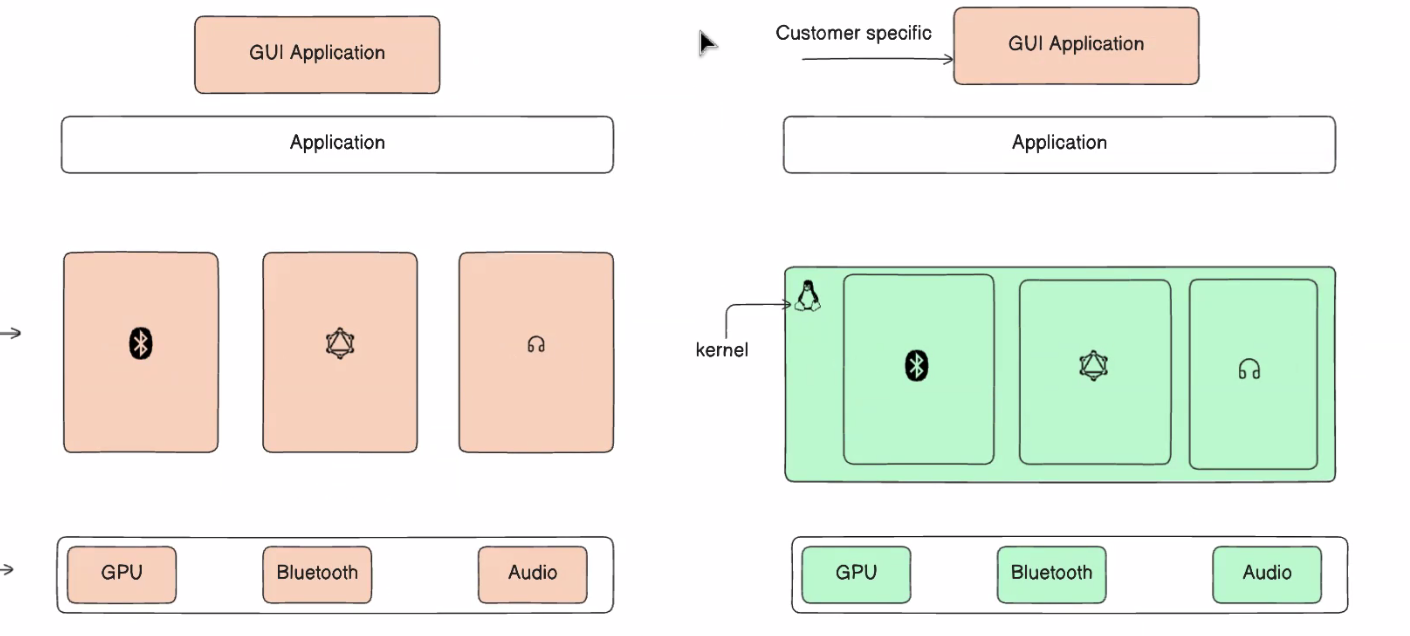 GUI Application
Customer specific
GUI Application
Application
Application
kernel
GPU
Bluetooth
Audio
GPU
Bluetooth
Audio